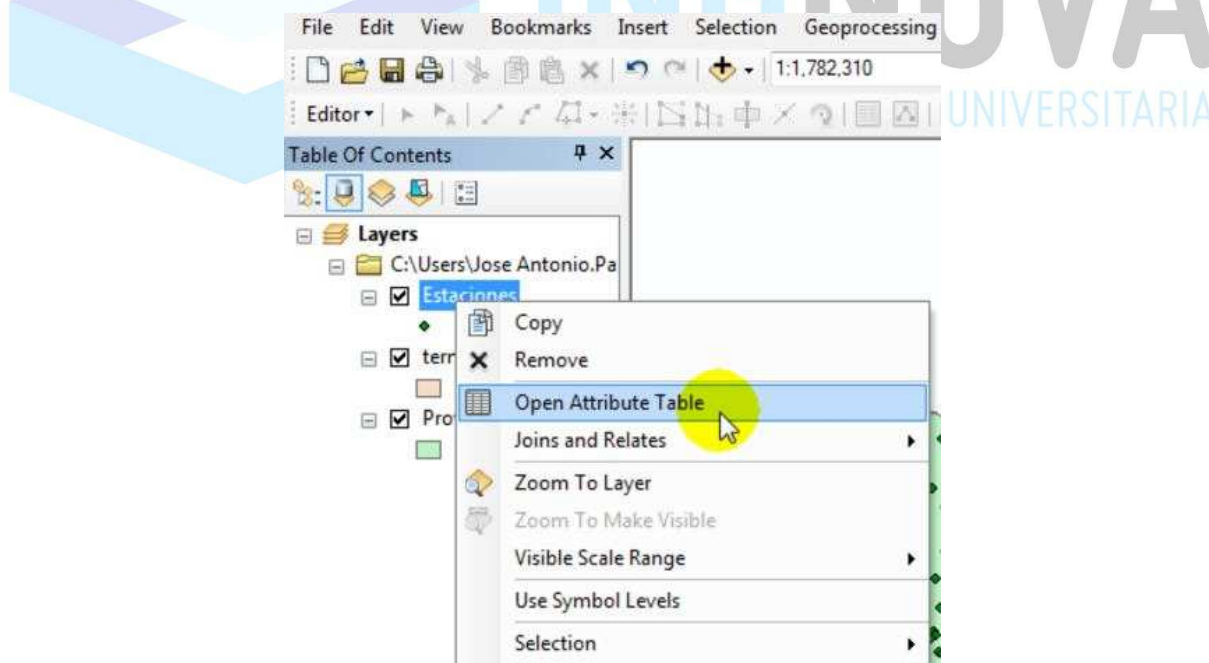 File Edit View Bookmarks Insert Selection Geoprocessing
1:1,782,310
Editor
UNIVERSITARIA
Table Of Contents
Layers
C:\Users\Jose Antonio.Pa
Estaciones
Copy
terr
Remove
Open Attribute Table
Pro
Joins and Relates
Zoom To Layer
Zoom To Make Visible
Visible Scale Range
Use Symbol Levels
Selection